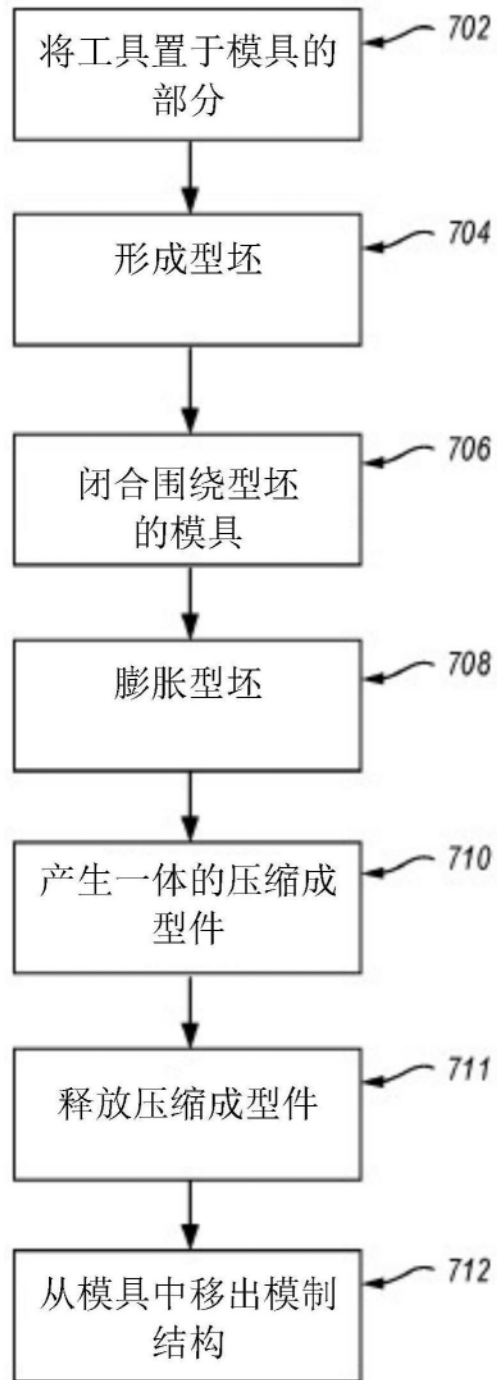 将工具置于模具的
部分
702
形成型坯
704
闭合围绕型坯
的模具
706
膨胀型坯
708
产生一体的压缩成
型件
710
释放压缩成型件
711
从模具中移出模制
结构
712